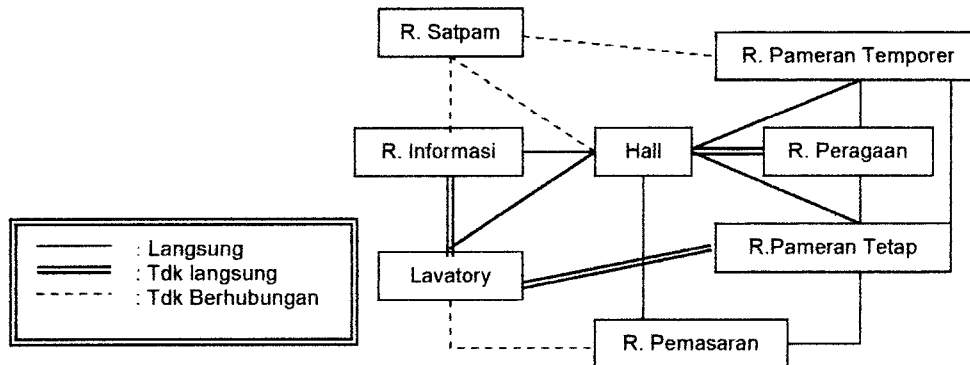 R. Satpam
R. Pameran Temporer
R. Informasi
Hall
R. Peragaan
R.Pameran Tetap
Lavatory
R. Pemasaran
: Langsung
: Tdk langsung
: Tdk Berhubungan